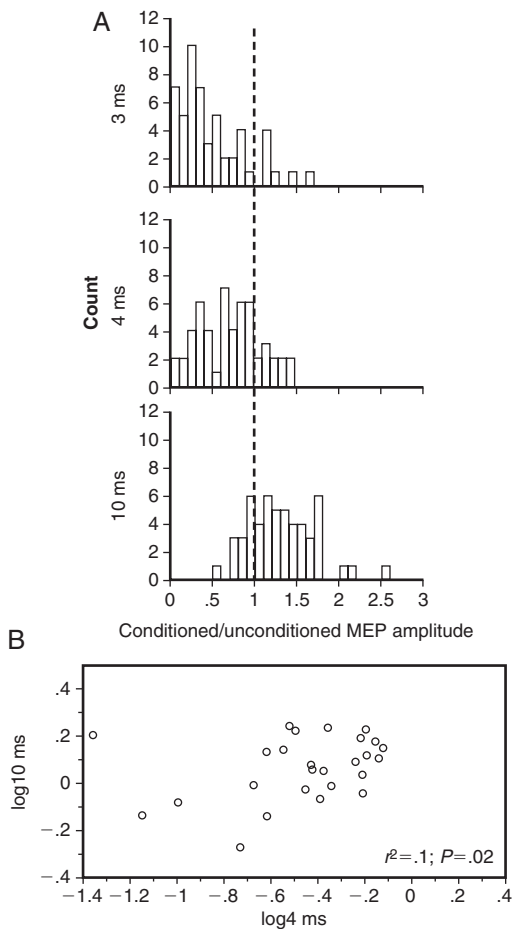 A
12
10
8
6
4
2
0
3 ms
12
10
8
6
4
2
0
Count
4 ms
12
10
8
6
4
2
0
10 ms
0 .5 1 1.5 2 2.5 3
Conditioned/unconditioned MEP amplitude
B
.4
.2
0
−.2
−.4
log10 ms
r²=.1; P=.02
−1.4 −1.2 −1 −.8 −.6 −.4 −.2 0 .2 .4
log4 ms